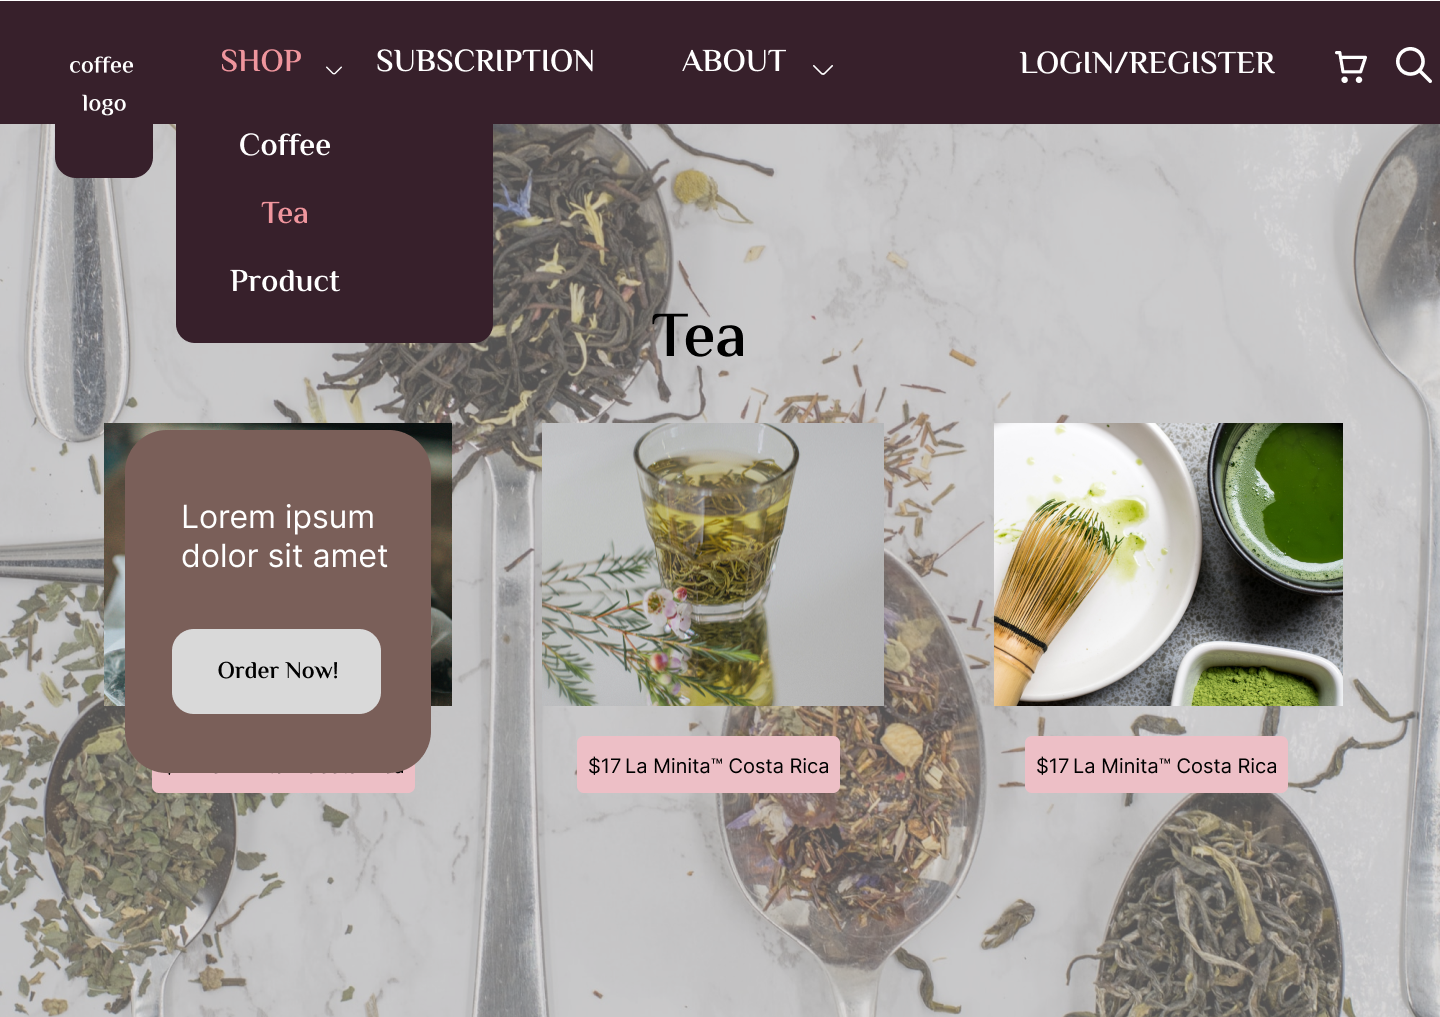 coffee
logo
SHOP
SUBSCRIPTION
ABOUT
LOGIN/REGISTER
Coffee
Tea
Product
Tea
Lorem ipsum
dolor sit amet
Order Now!
$17 La Minita™ Costa Rica
$17 La Minita™ Costa Rica